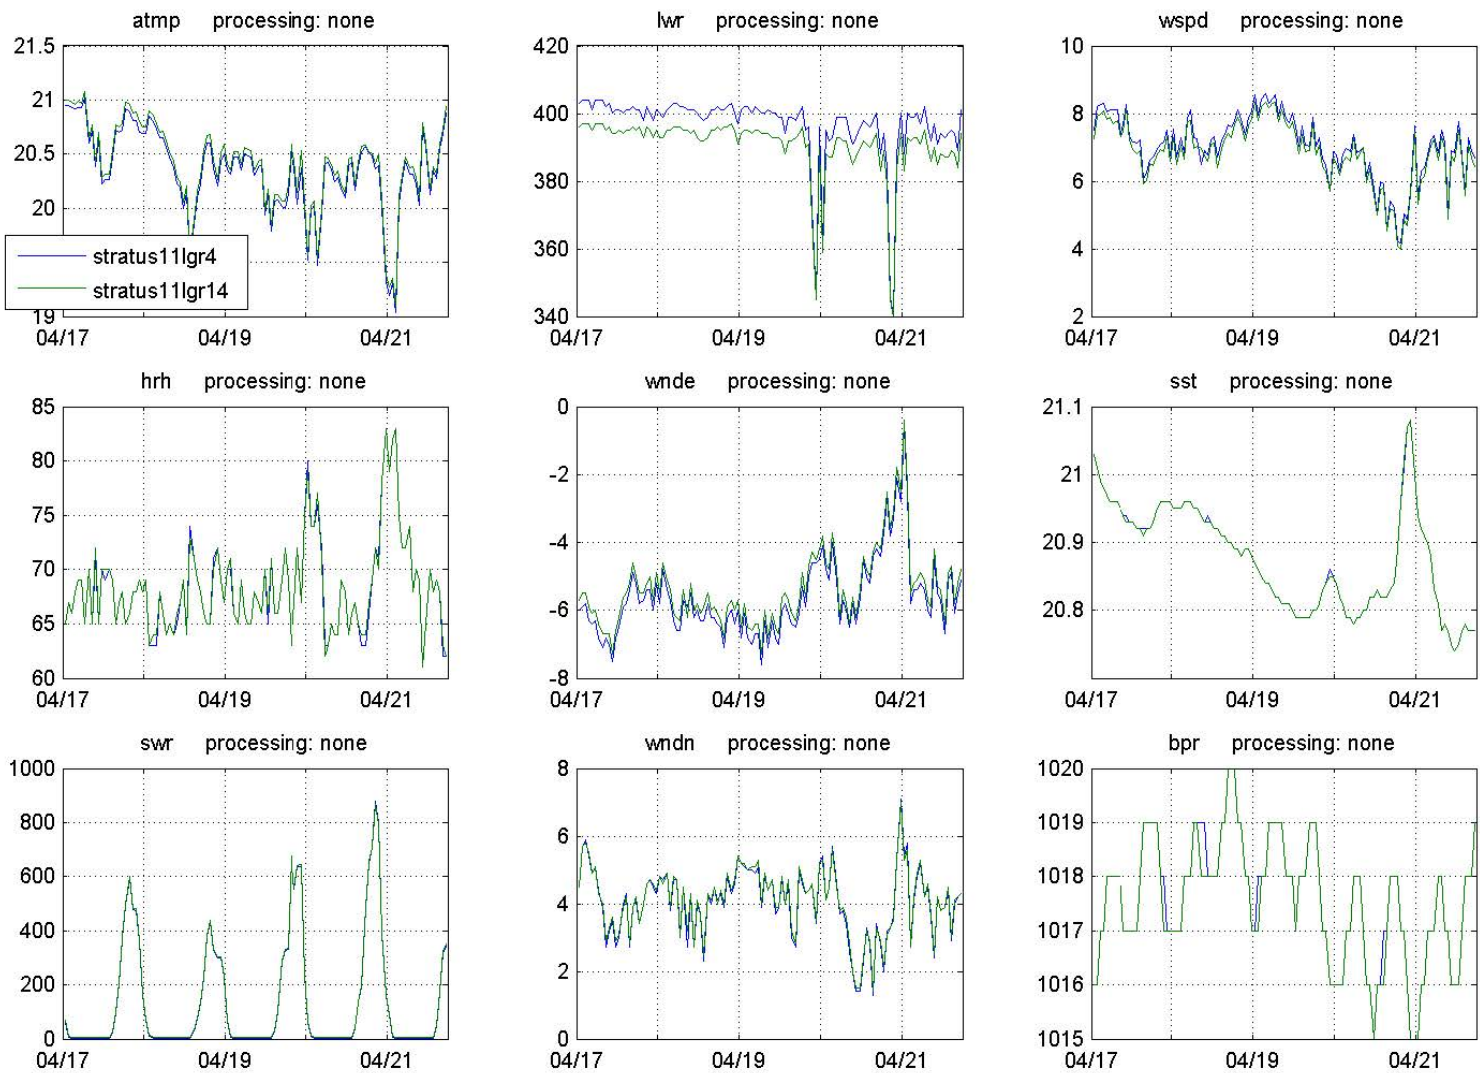 atmp processing: none
lwr processing: none
wspd processing: none
21.5
21
20.5
20
19
04/17 04/19 04/21
stratus11lgr4
stratus11lgr14
420
400
380
360
340
04/17 04/19 04/21
10
8
6
4
2
04/17 04/19 04/21
hrh processing: none
wnde processing: none
sst processing: none
85
80
75
70
65
60
04/17 04/19 04/21
0
-2
-4
-6
-8
04/17 04/19 04/21
21.1
21
20.9
20.8
04/17 04/19 04/21
swr processing: none
wndn processing: none
bpr processing: none
1000
800
600
400
200
0
04/17 04/19 04/21
8
6
4
2
0
04/17 04/19 04/21
1020
1019
1018
1017
1016
1015
04/17 04/19 04/21